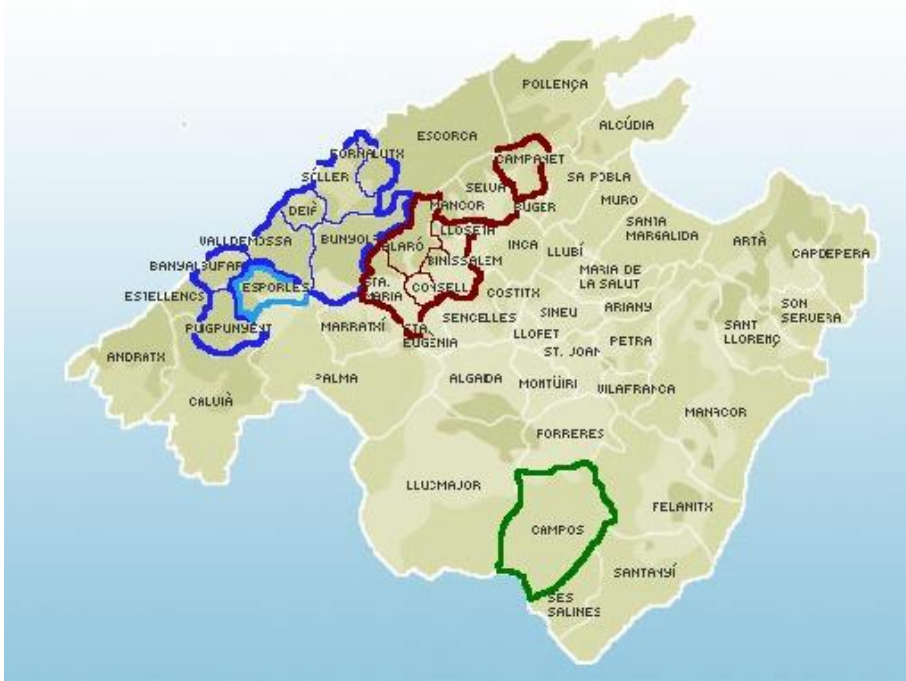 POLLENÇA
ALCÚDIA
ESCORCA
FORNALUTX
CAMPANET
SÓLLER
SELVA
SA POBLA
MURO
MANCOR
BUGER
DEIÀ
LLOSETA
SANTA
MARGALIDA
VALLDEMOSSA
BUNYOLA
ALARÓ
INCA
LLUBÍ
ARTÀ
CAPDEPERA
BINISSALEM
BANYALBUFAR
MARIA DE
LA SALUT
ESPORLES
STA.
MARIA
CONSELL
COSTITX
ESTELLENCS
ARIANY
SON
SERVERA
SENCELLES
SINEU
PUIGPUNYENT
MARRATXÍ
STA.
EUGÈNIA
LLOFET
PETRA
SANT
LLORENÇ
ST. JOAN
ANDRATX
PALMA
ALGAIDA
MONTÜIRI
VILAFRANCA
CALVIÀ
MANACOR
PORRERES
LLUCMAJOR
FELANITX
CAMPOS
SANTANYÍ
SES
SALINES